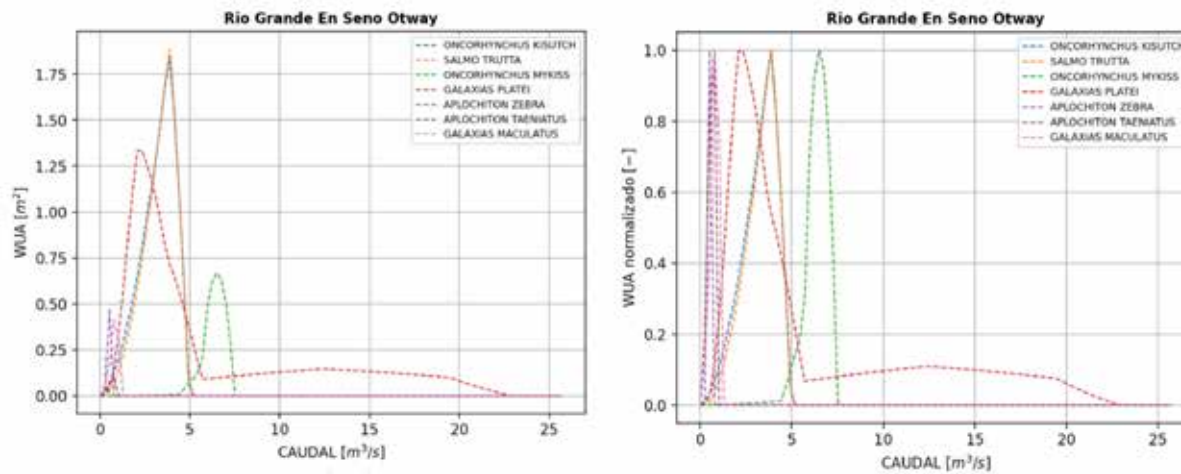 Rio Grande En Seno Otway
WUA [m²]
1.75
1.50
1.25
1.00
0.75
0.50
0.25
0.00
0 5 10 15 20 25
CAUDAL [m³/s]
ONCORHYNCHUS KISUTCH
SALMO TRUTTA
ONCORHYNCHUS MYKISS
GALAXIAS PLATEI
APLOCHITON ZEBRA
APLOCHITON TAENIATUS
GALAXIAS MACULATUS
Rio Grande En Seno Otway
WUA normalizado [−]
1.0
0.8
0.6
0.4
0.2
0.0
0 5 10 15 20 25
CAUDAL [m³/s]
ONCORHYNCHUS KISUTCH
SALMO TRUTTA
ONCORHYNCHUS MYKISS
GALAXIAS PLATEI
APLOCHITON ZEBRA
APLOCHITON TAENIATUS
GALAXIAS MACULATUS